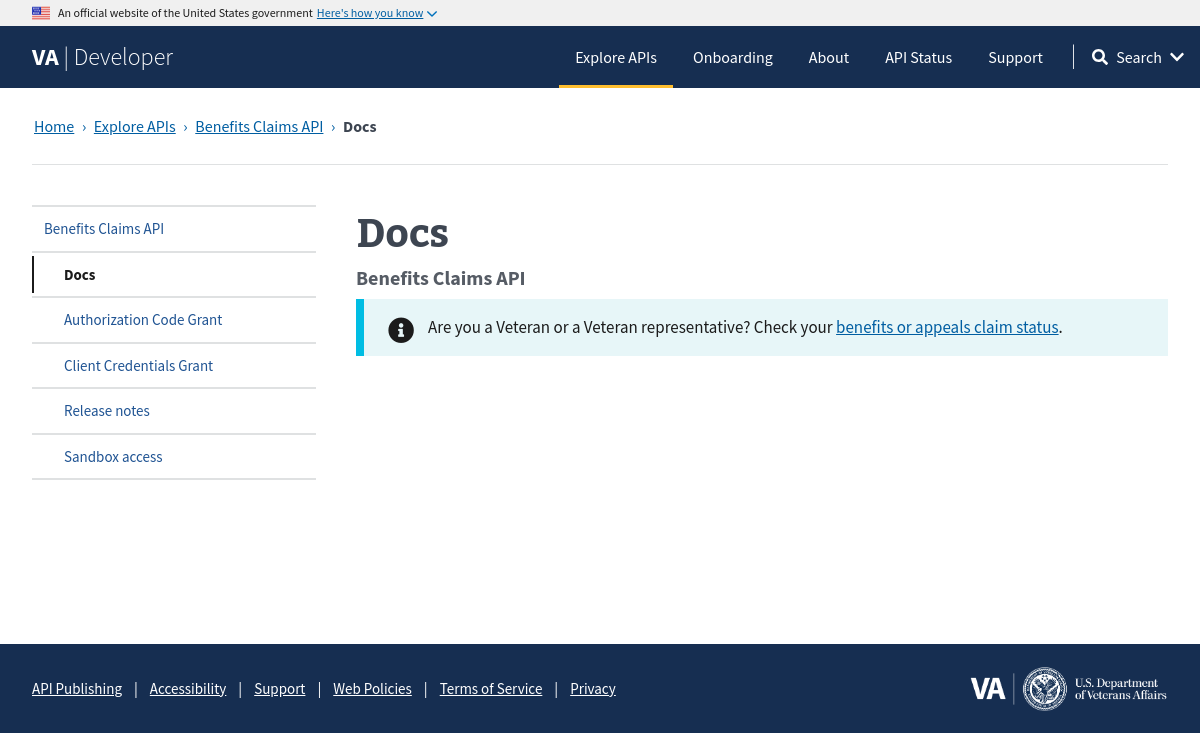 An official website of the United States government Here's how you know
VA | Developer
Explore APIs Onboarding About API Status Support Search
Home › Explore APIs › Benefits Claims API › Docs
Benefits Claims API
Docs
Authorization Code Grant
Client Credentials Grant
Release notes
Sandbox access
Docs
Benefits Claims API
Are you a Veteran or a Veteran representative? Check your benefits or appeals claim status.
API Publishing | Accessibility | Support | Web Policies | Terms of Service | Privacy
VA
U.S. Department
of Veterans Affairs